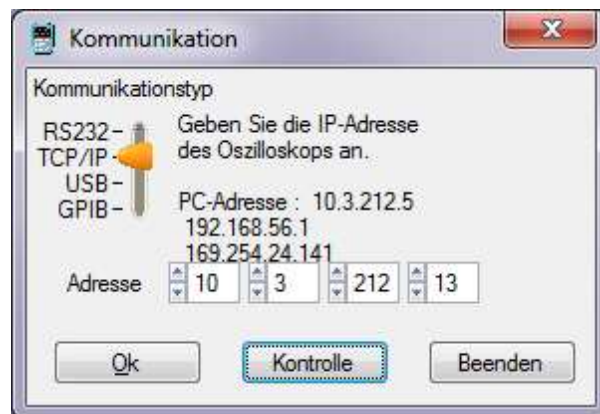 Kommunikation
Kommunikationstyp
RS232
TCP/IP
USB
GPIB
Geben Sie die IP-Adresse
des Oszilloskops an.
PC-Adresse : 10.3.212.5
192.168.56.1
169.254.24.141
Adresse 10 3 212 13
Ok Kontrolle Beenden